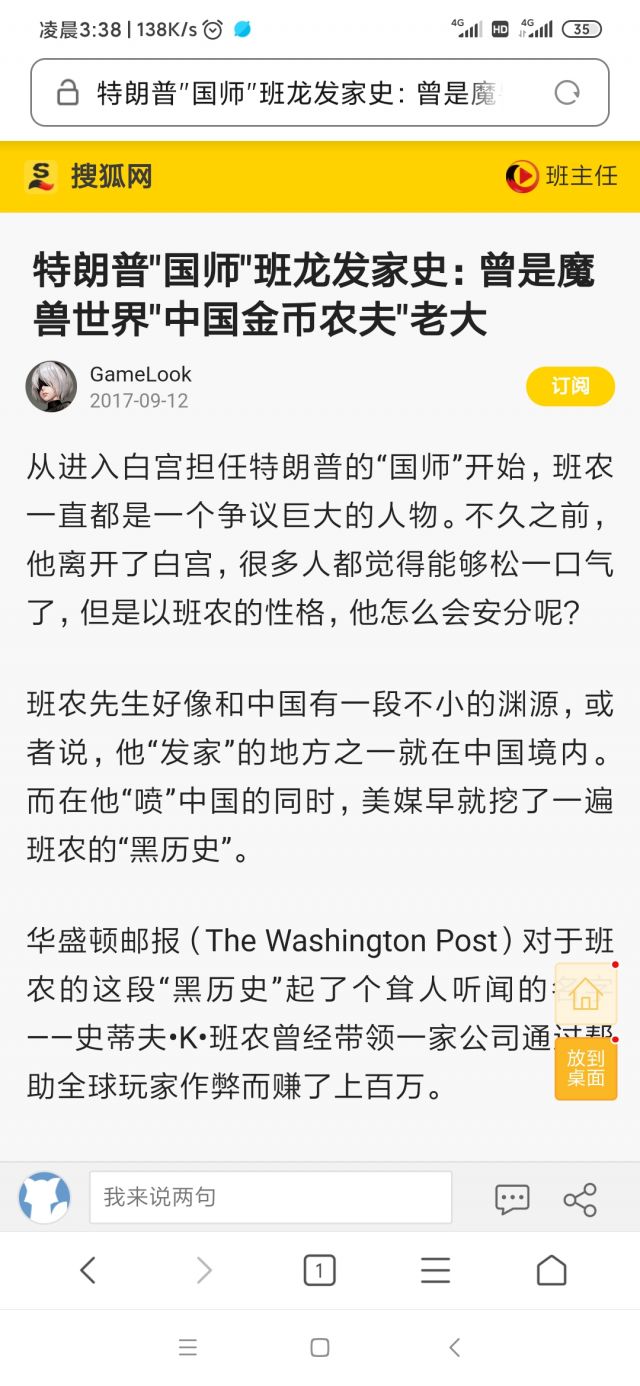 凌晨3:38 | 138K/s
4G HD 4G 35
特朗普"国师"班龙发家史：曾是魔
搜狐网 班主任
特朗普"国师"班龙发家史：曾是魔
兽世界"中国金币农夫"老大
GameLook
2017-09-12
订阅
从进入白宫担任特朗普的“国师”开始，班农
一直都是一个争议巨大的人物。不久之前，
他离开了白宫，很多人都觉得能够松一口气
了，但是以班农的性格，他怎么会安分呢？
班农先生好像和中国有一段不小的渊源，或
者说，他“发家”的地方之一就在中国境内。
而在他“喷”中国的同时，美媒早就挖了一遍
班农的“黑历史”。
华盛顿邮报（The Washington Post）对于班
农的这段“黑历史”起了个耸人听闻的
——史蒂夫•K•班农曾经带领一家公司通过帮
助全球玩家作弊而赚了上百万。
放到
桌面
我来说两句
1